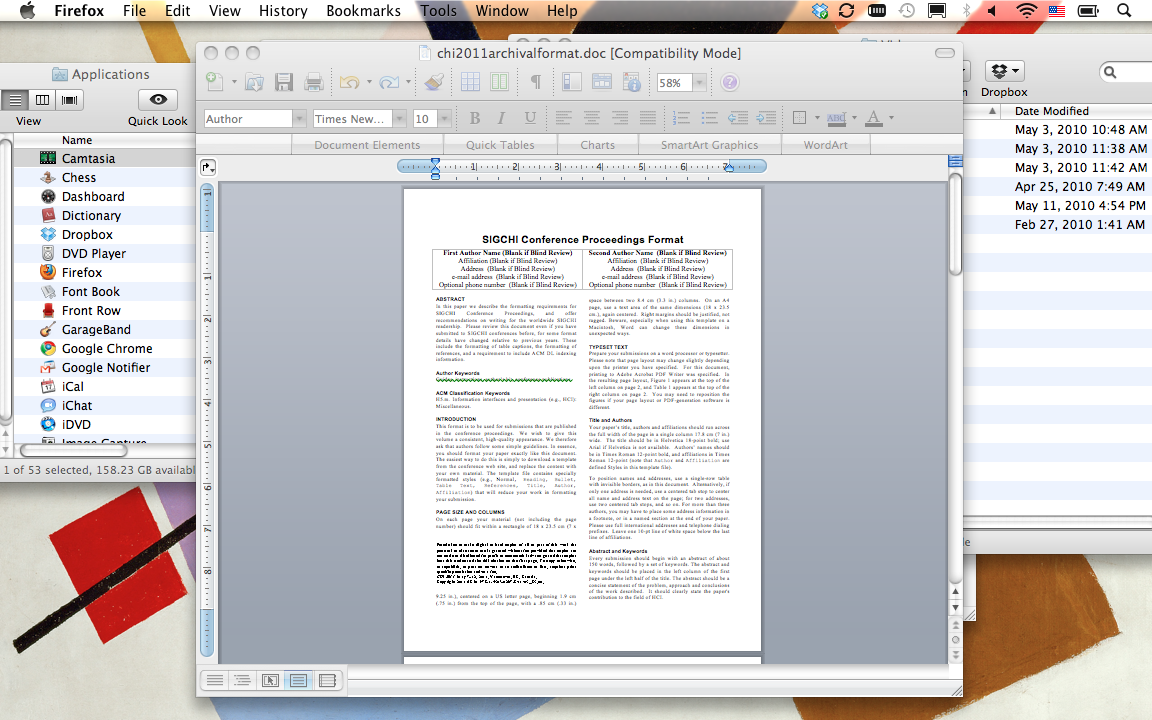 Firefox File Edit View History Bookmarks Tools Window Help
Applications
View Quick Look
Name
Camtasia
Chess
Dashboard
Dictionary
Dropbox
DVD Player
Firefox
Font Book
Front Row
GarageBand
Google Chrome
Google Notifier
iCal
iChat
iDVD
Image Capture
1 of 53 selected, 158.23 GB availabl
chi2011archivalformat.doc [Compatibility Mode]
58%
Author Times New... 10 B I U ABC A
Document Elements Quick Tables Charts SmartArt Graphics WordArt
1 2 3 4 5 6 7
1
2
3
4
5
6
7
8
SIGCHI Conference Proceedings Format
First Author Name (Blank if Blind Review)
Affiliation (Blank if Blind Review)
Address (Blank if Blind Review)
e-mail address (Blank if Blind Review)
Optional phone number (Blank if Blind Review)
Second Author Name (Blank if Blind Review)
Affiliation (Blank if Blind Review)
Address (Blank if Blind Review)
e-mail address (Blank if Blind Review)
Optional phone number (Blank if Blind Review)
ABSTRACT
In this paper we describe the formatting requirements for
SIGCHI Conference Proceedings, and offer
recommendations on writing for the worldwide SIGCHI
readership. Please review this document even if you have
submitted to SIGCHI conferences before, for some format
details have changed relative to previous years. These
include the formatting of table captions, the formatting of
references, and a requirement to include ACM DL indexing
information.
Author Keywords
ACM Classification Keywords
H5.m. Information interfaces and presentation (e.g., HCI):
Miscellaneous.
INTRODUCTION
This format is to be used for submissions that are published
in the conference proceedings. We wish to give this
volume a consistent, high-quality appearance. We therefore
ask that authors follow some simple guidelines. In essence,
you should format your paper exactly like this document.
The easiest way to do this is simply to download a template
from the conference web site, and replace the content with
your own material. The template file contains specially
formatted styles (e.g., Normal, Heading, Bullet,
Table Text, References, Title, Author,
Affiliation) that will reduce your work in formatting
your submission.
PAGE SIZE AND COLUMNS
On each page your material (not including the page
number) should fit within a rectangle of 18 x 23.5 cm (7 x
9.25 in.), centered on a US letter page, beginning 1.9 cm
(.75 in.) from the top of the page, with a .85 cm (.33 in.)
space between two 8.4 cm (3.3 in.) columns. On an A4
page, use a text area of the same dimensions (18 x 23.5
cm.), again centered. Right margins should be justified, not
ragged. Beware, especially when using this template on a
Macintosh, Word can change these dimensions in
unexpected ways.
TYPESET TEXT
Prepare your submissions on a word processor or typesetter.
Please note that page layout may change slightly depending
upon the printer you have specified. For this document,
printing to Adobe Acrobat PDF Writer was specified. In
the resulting page layout, Figure 1 appears at the top of the
left column on page 2, and Table 1 appears at the top of the
right column on page 2. You may need to reposition the
figures if your page layout or PDF-generation software is
different.
Title and Authors
Your paper's title, authors and affiliations should run across
the full width of the page in a single column 17.8 cm (7 in.)
wide. The title should be in Helvetica 18-point bold; use
Arial if Helvetica is not available. Authors' names should
be in Times Roman 12-point bold, and affiliations in Times
Roman 12-point (note that Author and Affiliation are
defined Styles in this template file).
To position names and addresses, use a single-row table
with invisible borders, as in this document. Alternatively, if
only one address is needed, use a centered tab stop to center
all name and address text on the page; for two addresses,
use two centered tab stops, and so on. For more than three
authors, you may have to place some address information in
a footnote, or in a named section at the end of your paper.
Please use full international addresses and telephone dialing
prefixes. Leave one 10-pt line of white space below the last
line of affiliations.
Abstract and Keywords
Every submission should begin with an abstract of about
150 words, followed by a set of keywords. The abstract and
keywords should be placed in the left column of the first
page under the left half of the title. The abstract should be a
concise statement of the problem, approach and conclusions
of the work described. It should clearly state the paper's
contribution to the field of HCI.
Dropbox
Date Modified
May 3, 2010 10:48 AM
May 3, 2010 11:38 AM
May 3, 2010 11:42 AM
Apr 25, 2010 7:49 AM
May 11, 2010 4:54 PM
Feb 27, 2010 1:41 AM